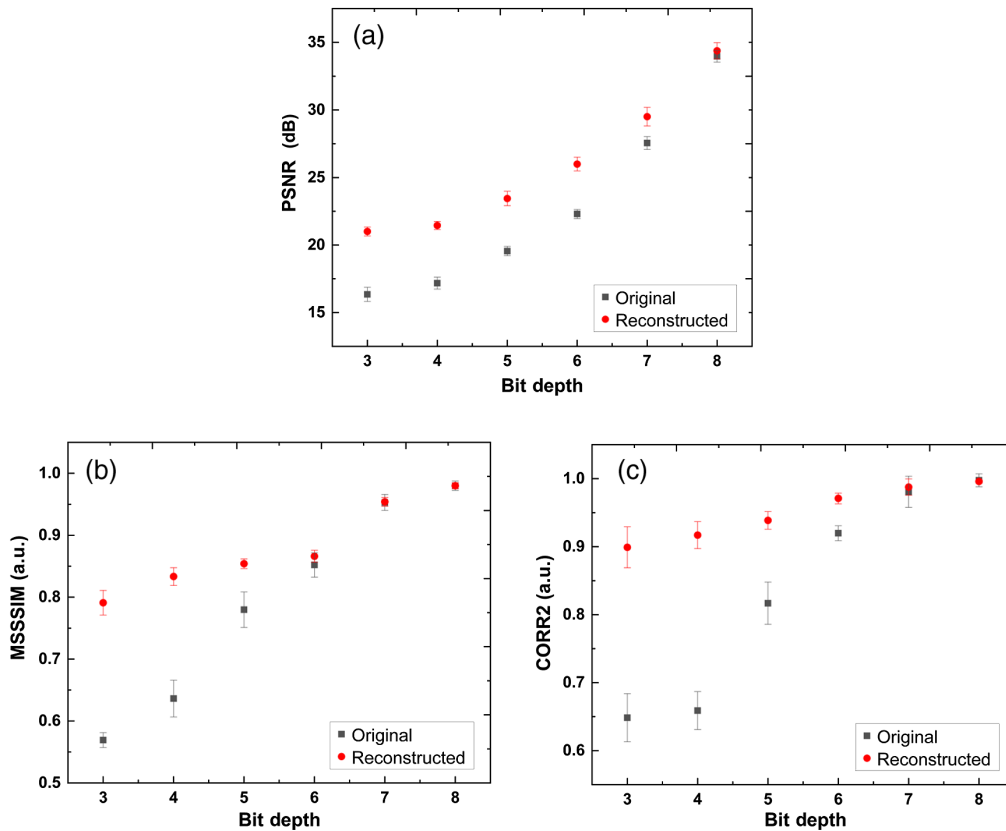 (a)
PSNR (dB)
35
30
25
20
15
Original
Reconstructed
3 4 5 6 7 8
Bit depth
(b)
MSSSIM (a.u.)
1.0
0.9
0.8
0.7
0.6
0.5
Original
Reconstructed
3 4 5 6 7 8
Bit depth
(c)
CORR2 (a.u.)
1.0
0.9
0.8
0.7
0.6
Original
Reconstructed
3 4 5 6 7 8
Bit depth